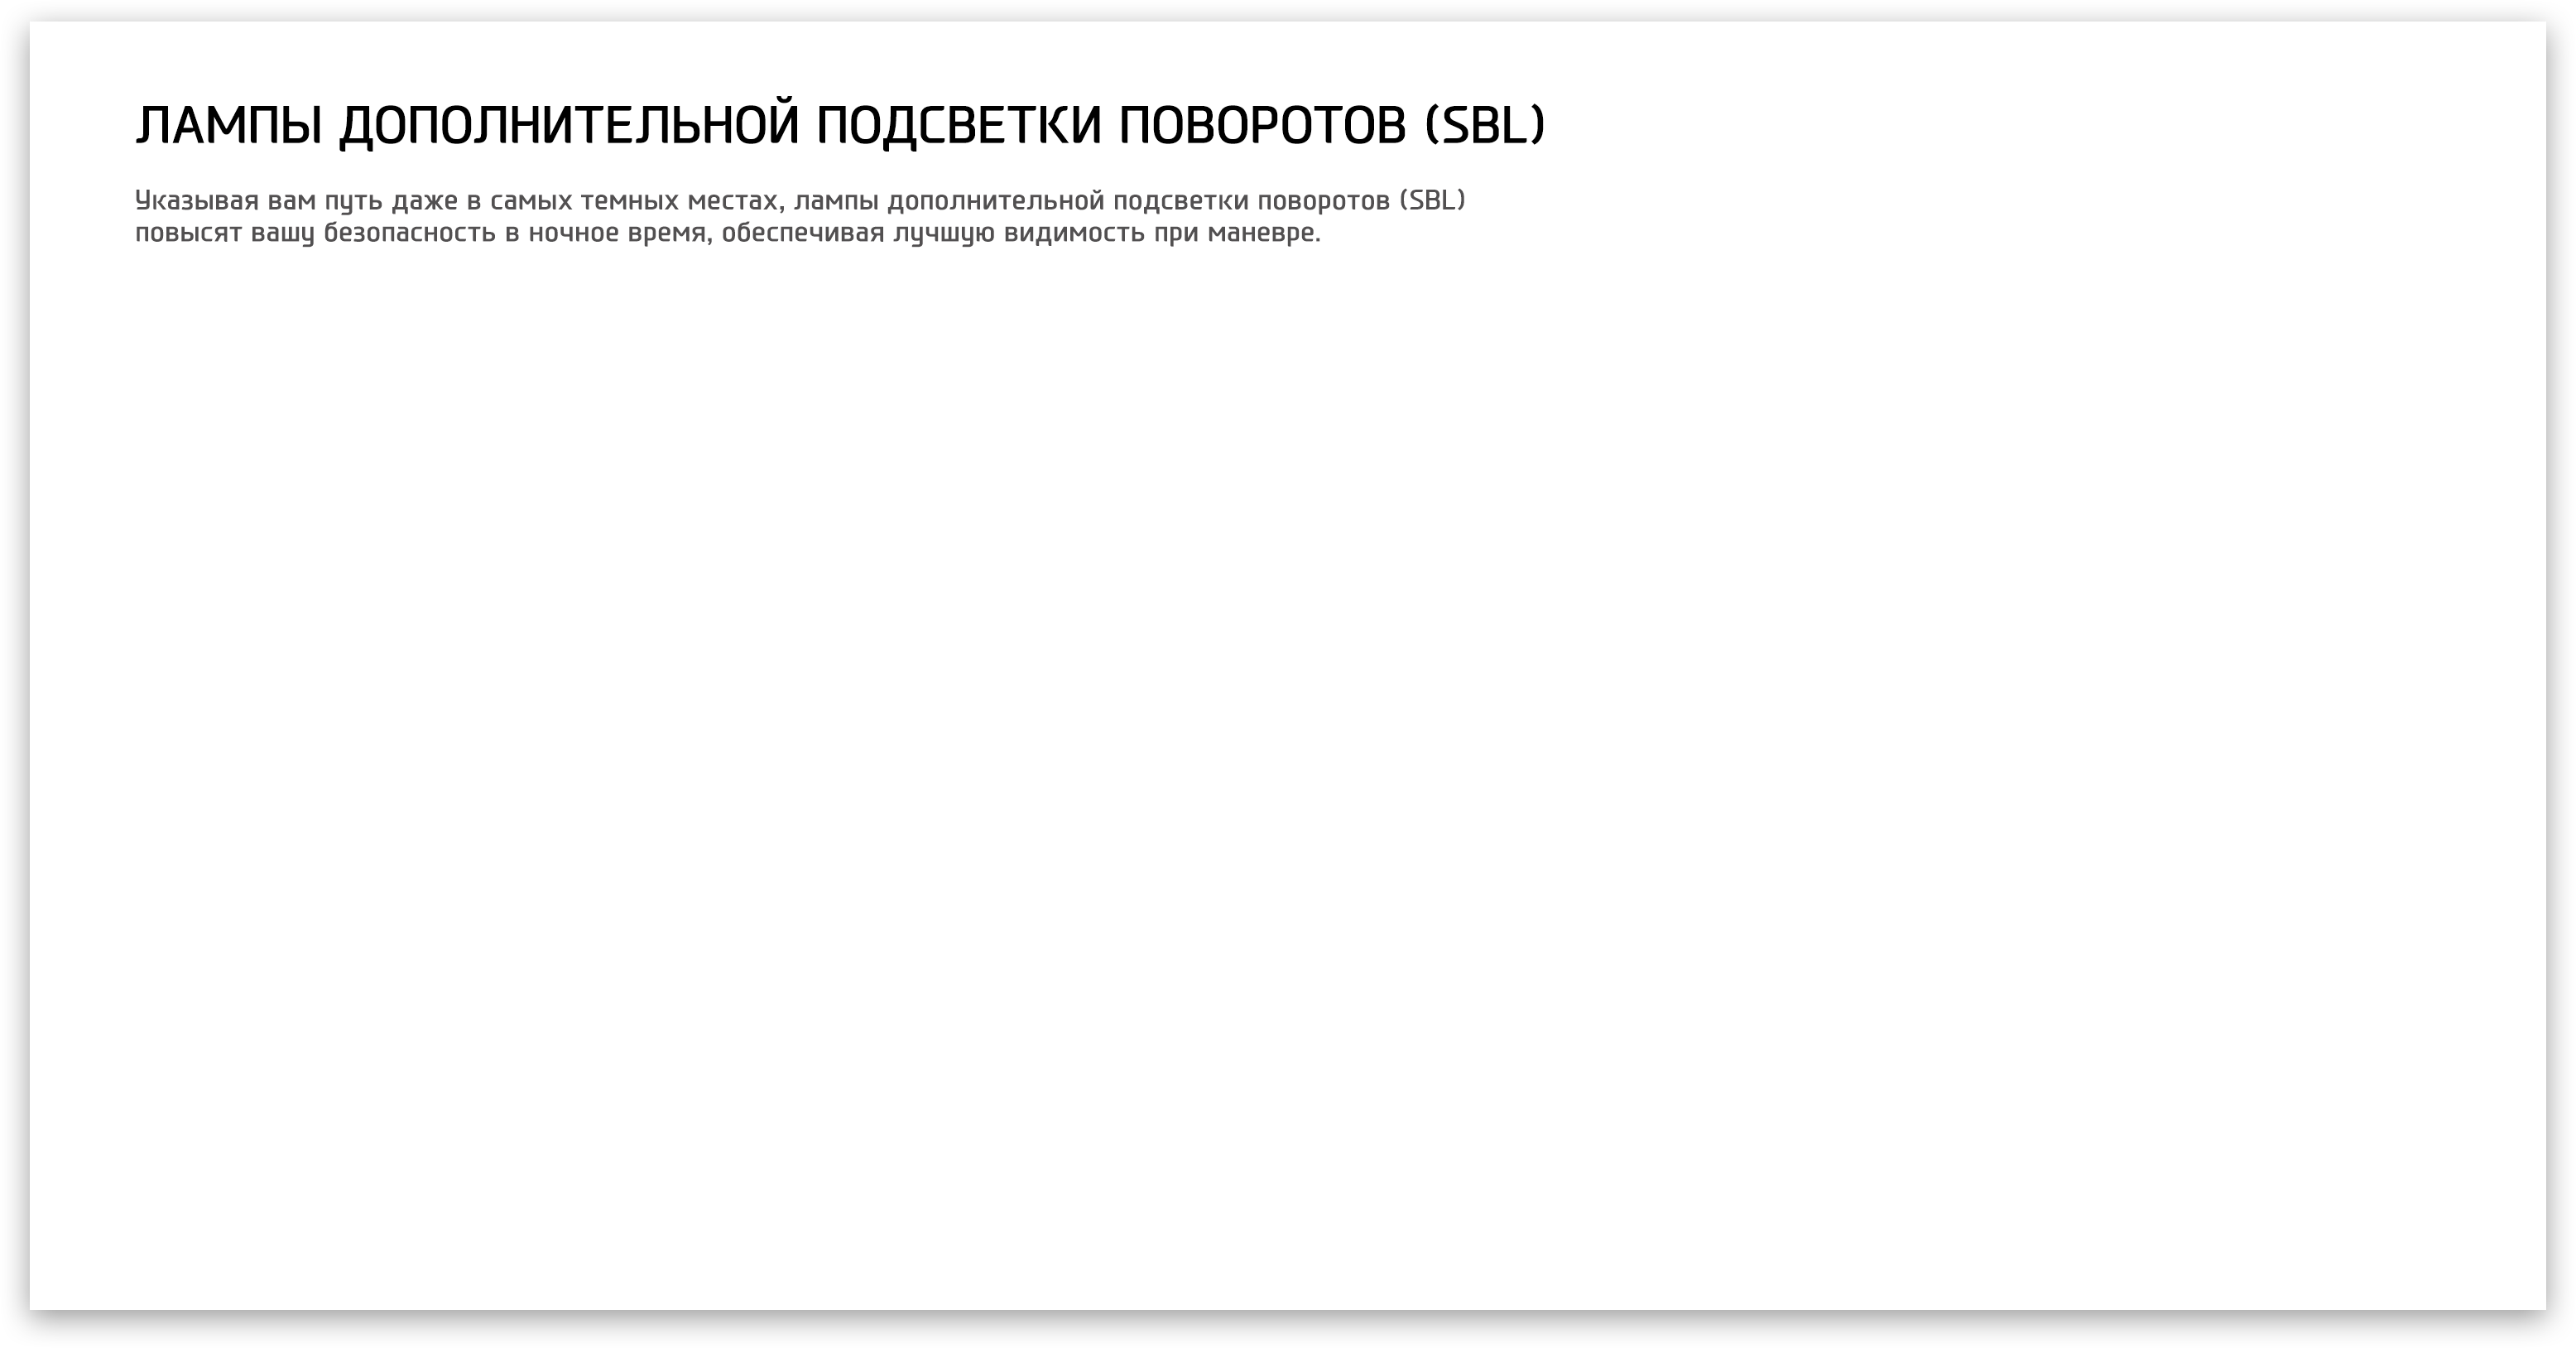 ЛАМПЫ ДОПОЛНИТЕЛЬНОЙ ПОДСВЕТКИ ПОВОРОТОВ (SBL)
Указывая вам путь даже в самых темных местах, лампы дополнительной подсветки поворотов (SBL)
повысят вашу безопасность в ночное время, обеспечивая лучшую видимость при маневре.